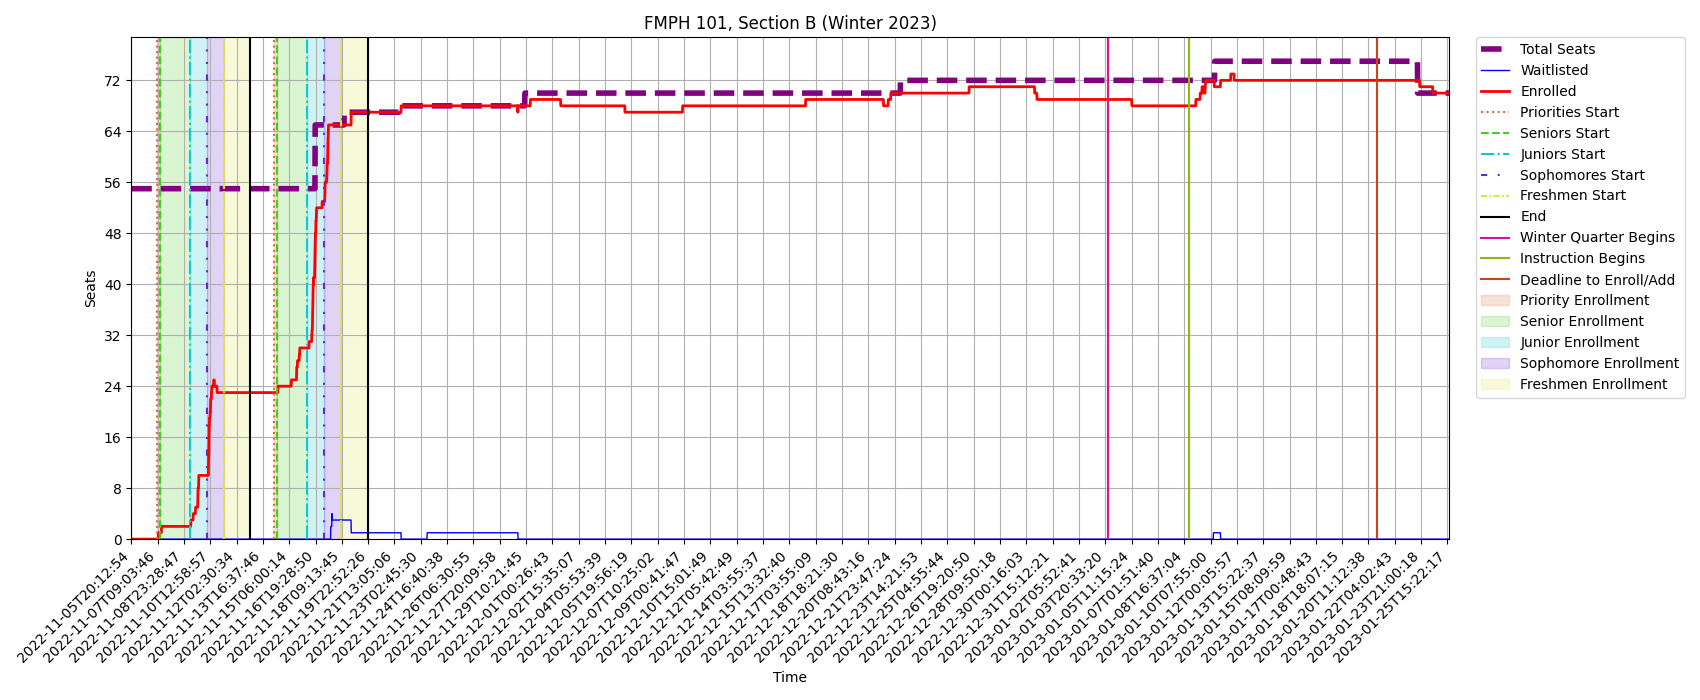 FMPH 101, Section B (Winter 2023)
Seats
72
64
56
48
40
32
24
16
8
0
2022-11-05T20:12:54
2022-11-07T09:03:46
2022-11-08T23:28:47
2022-11-10T12:58:57
2022-11-12T02:30:34
2022-11-13T16:37:46
2022-11-15T06:00:14
2022-11-16T19:28:50
2022-11-18T09:13:45
2022-11-19T22:52:26
2022-11-21T13:05:06
2022-11-23T02:45:30
2022-11-24T16:40:38
2022-11-26T06:30:55
2022-11-27T20:09:58
2022-11-29T10:21:45
2022-12-01T00:26:43
2022-12-02T15:35:07
2022-12-04T05:53:39
2022-12-05T19:56:19
2022-12-07T10:25:02
2022-12-09T01:41:47
2022-12-10T15:01:49
2022-12-12T05:42:49
2022-12-14T03:55:37
2022-12-15T13:32:40
2022-12-17T03:55:09
2022-12-18T18:21:30
2022-12-20T08:43:16
2022-12-21T23:47:24
2022-12-23T14:21:53
2022-12-25T04:55:44
2022-12-26T19:20:50
2022-12-28T09:50:18
2022-12-30T00:16:03
2022-12-31T15:12:21
2023-01-02T05:52:41
2023-01-03T20:33:20
2023-01-05T11:15:24
2023-01-07T01:51:40
2023-01-08T16:37:04
2023-01-10T07:55:00
2023-01-12T00:05:57
2023-01-13T15:22:37
2023-01-15T08:09:59
2023-01-17T00:48:43
2023-01-18T18:07:15
2023-01-20T11:12:38
2023-01-22T04:02:43
2023-01-23T21:00:18
2023-01-25T15:22:17
Time
Total Seats
Waitlisted
Enrolled
Priorities Start
Seniors Start
Juniors Start
Sophomores Start
Freshmen Start
End
Winter Quarter Begins
Instruction Begins
Deadline to Enroll/Add
Priority Enrollment
Senior Enrollment
Junior Enrollment
Sophomore Enrollment
Freshmen Enrollment